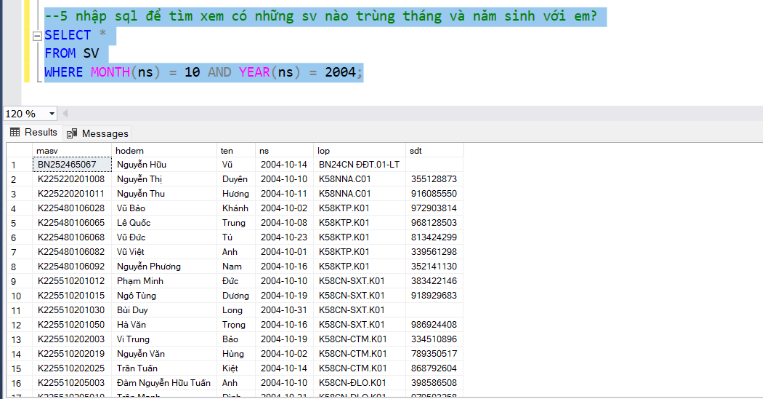 --5 nhập sql để tìm xem có những sv nào trùng tháng và năm sinh với em?
SELECT *
FROM SV
WHERE MONTH(ns) = 10 AND YEAR(ns) = 2004;
120 %
Results Messages
masv hodem ten ns lop sdt
1 BN252465067 Nguyễn Hữu Vũ 2004-10-14 BN24CN ĐĐT.01-LT
2 K225220201008 Nguyễn Thị Duyên 2004-10-10 K58NNA.C01 355128873
3 K225220201011 Nguyễn Thu Hương 2004-10-11 K58NNA.C01 916085550
4 K225480106028 Vũ Bảo Khánh 2004-10-02 K58KTP.K01 972903814
5 K225480106065 Lê Quốc Trung 2004-10-08 K58KTP.K01 968128503
6 K225480106068 Vũ Đức Tú 2004-10-23 K58KTP.K01 813424299
7 K225480106082 Vũ Việt Anh 2004-10-01 K58KTP.K01 339561298
8 K225480106092 Nguyễn Phương Nam 2004-10-16 K58KTP.K01 352141130
9 K225510201012 Phạm Minh Đức 2004-10-10 K58CN-SXT.K01 383422146
10 K225510201015 Ngô Tùng Dương 2004-10-19 K58CN-SXT.K01 918929683
11 K225510201030 Bùi Duy Long 2004-10-31 K58CN-SXT.K01
12 K225510201050 Hà Văn Trọng 2004-10-16 K58CN-SXT.K01 986924408
13 K225510202003 Vi Trung Bảo 2004-10-19 K58CN-CTM.K01 334510896
14 K225510202019 Nguyễn Văn Hùng 2004-10-02 K58CN-CTM.K01 789350517
15 K225510202025 Trần Tuấn Kiệt 2004-10-14 K58CN-CTM.K01 868792604
16 K225510205003 Đàm Nguyễn Hữu Tuấn Anh 2004-10-10 K58CN-ĐLO.K01 398586508